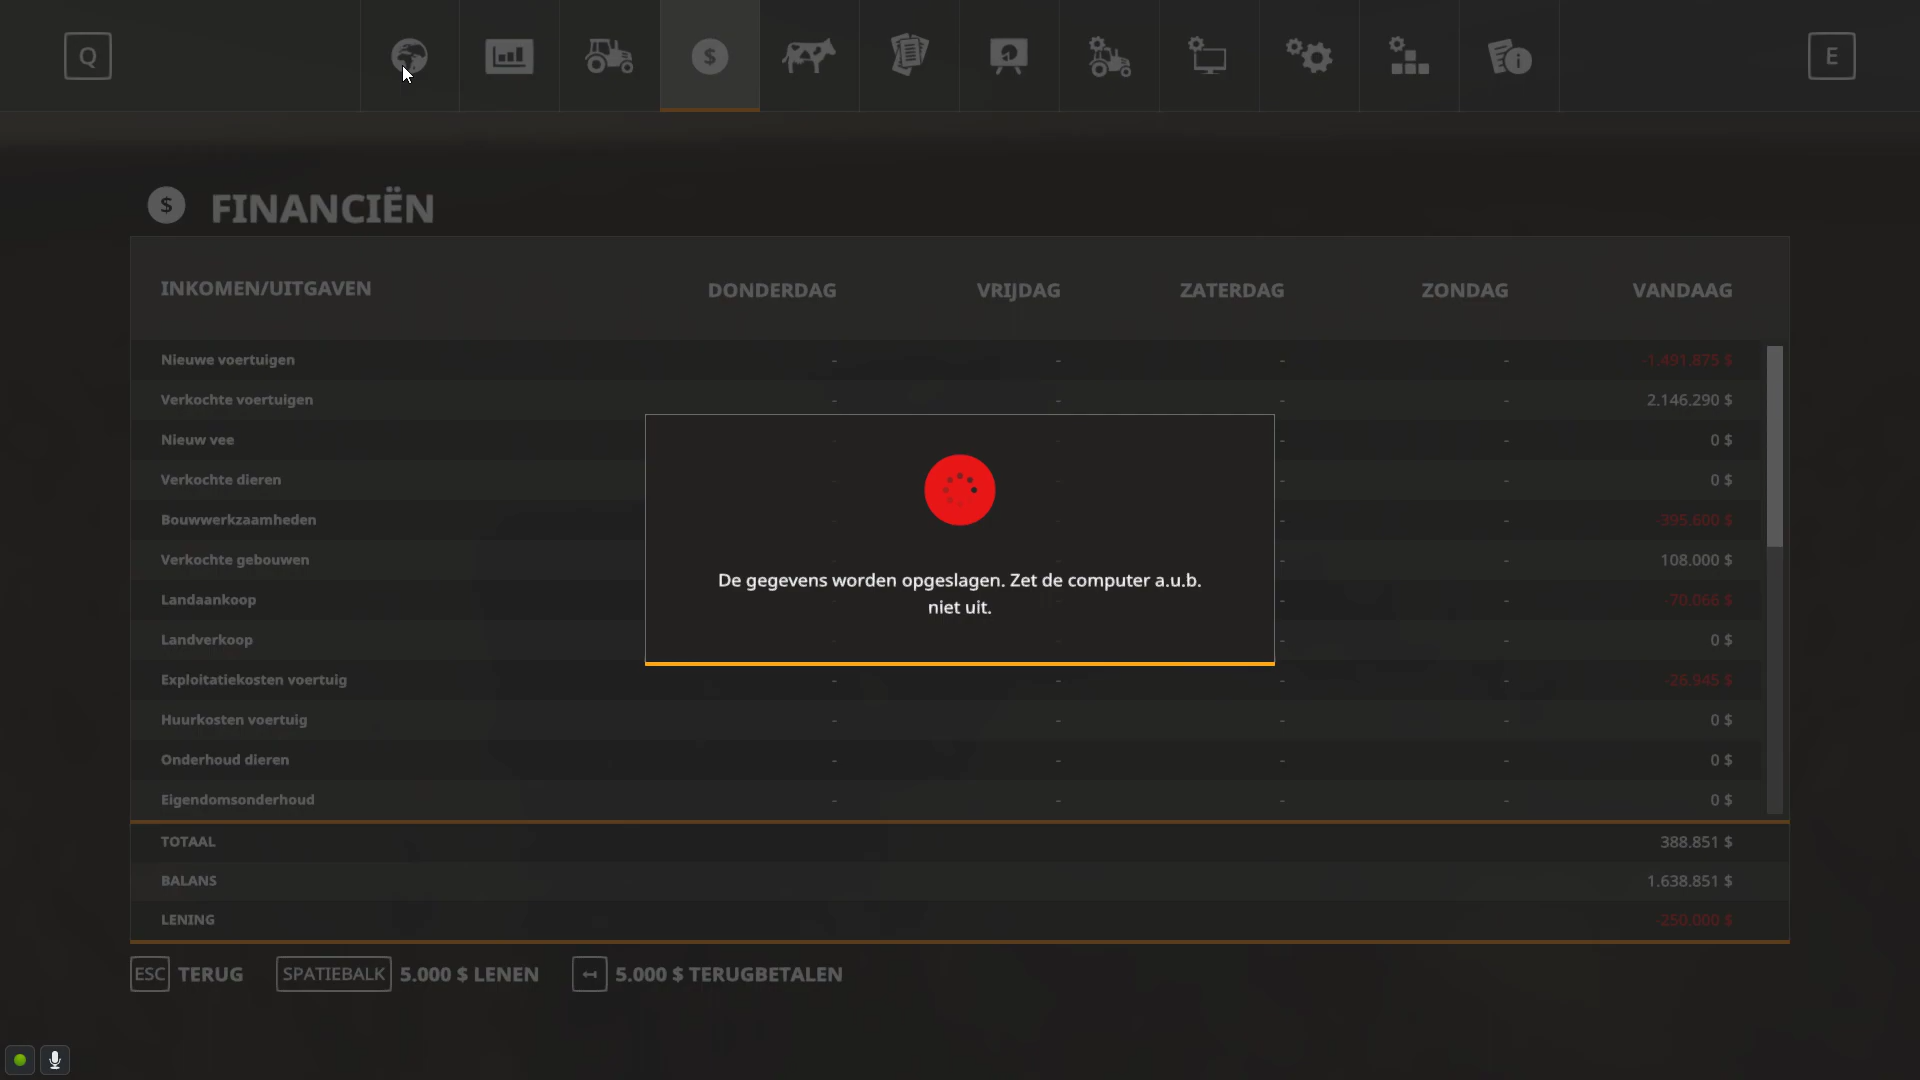 Q
E
FINANCIËN
INKOMEN/UITGAVEN DONDERDAG VRIJDAG ZATERDAG ZONDAG VANDAAG
Nieuwe voertuigen - - - - -1.491.875 $
Verkochte voertuigen - - - - 2.146.290 $
Nieuw vee - - - - 0 $
Verkochte dieren - - - - 0 $
Bouwwerkzaamheden - - - -395.600 $
Verkochte gebouwen - - - 108.000 $
Landaankoop - - - -70.066 $
Landverkoop - - - - 0 $
Exploitatiekosten voertuig - - - - -26.945 $
Huurkosten voertuig - - - - 0 $
Onderhoud dieren - - - - 0 $
Eigendomsonderhoud - - - - 0 $
De gegevens worden opgeslagen. Zet de computer a.u.b.
niet uit.
TOTAAL 388.851 $
BALANS 1.638.851 $
LENING -250.000 $
ESC TERUG SPATIEBALK 5.000 $ LENEN 5.000 $ TERUGBETALEN